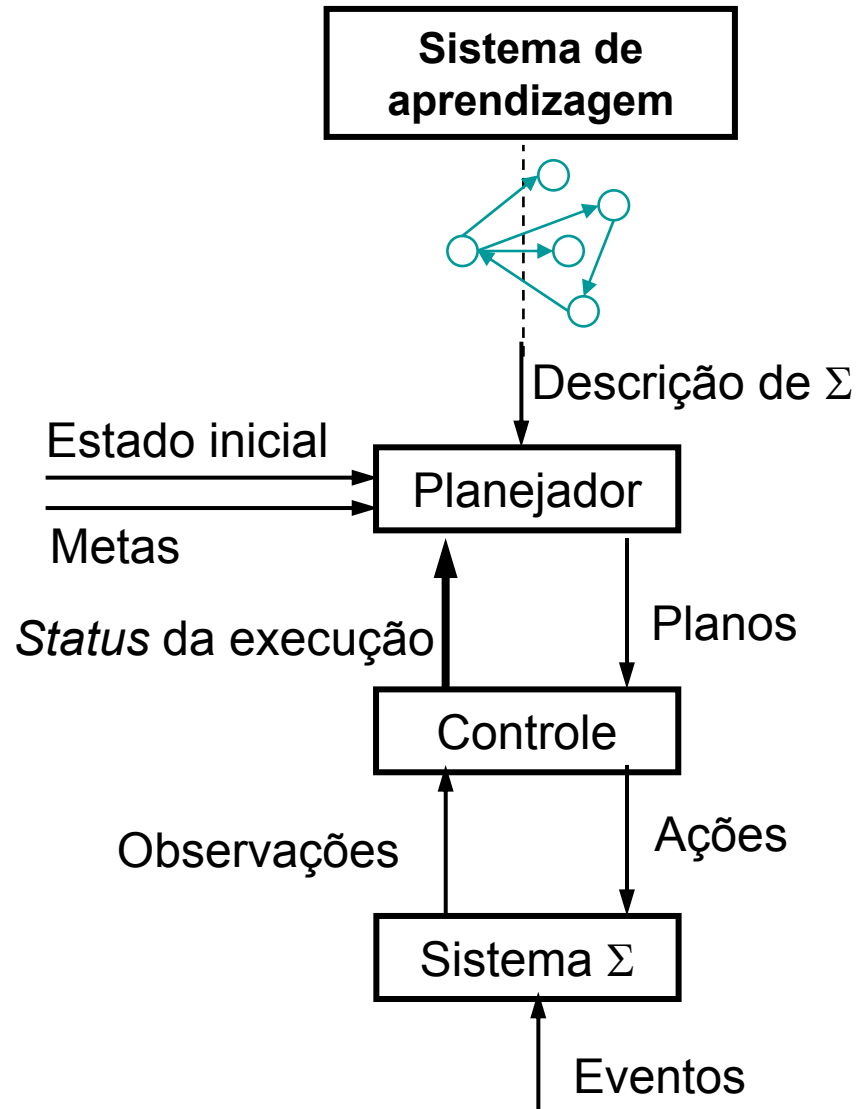 Sistema de
aprendizagem
Descrição de Σ
Estado inicial
Planejador
Metas
Status da execução
Planos
Controle
Observações
Ações
Sistema Σ
Eventos